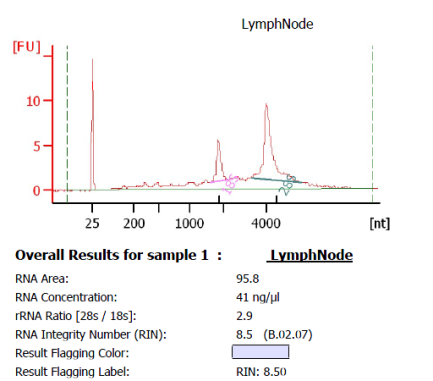 LymphNode
[FU]
10
5
0
25 200 1000 4000 [nt]
Overall Results for sample 1 : LymphNode
RNA Area: 95.8
RNA Concentration: 41 ng/µl
rRNA Ratio [28s / 18s]: 2.9
RNA Integrity Number (RIN): 8.5 (B.02.07)
Result Flagging Color:
Result Flagging Label: RIN: 8.50